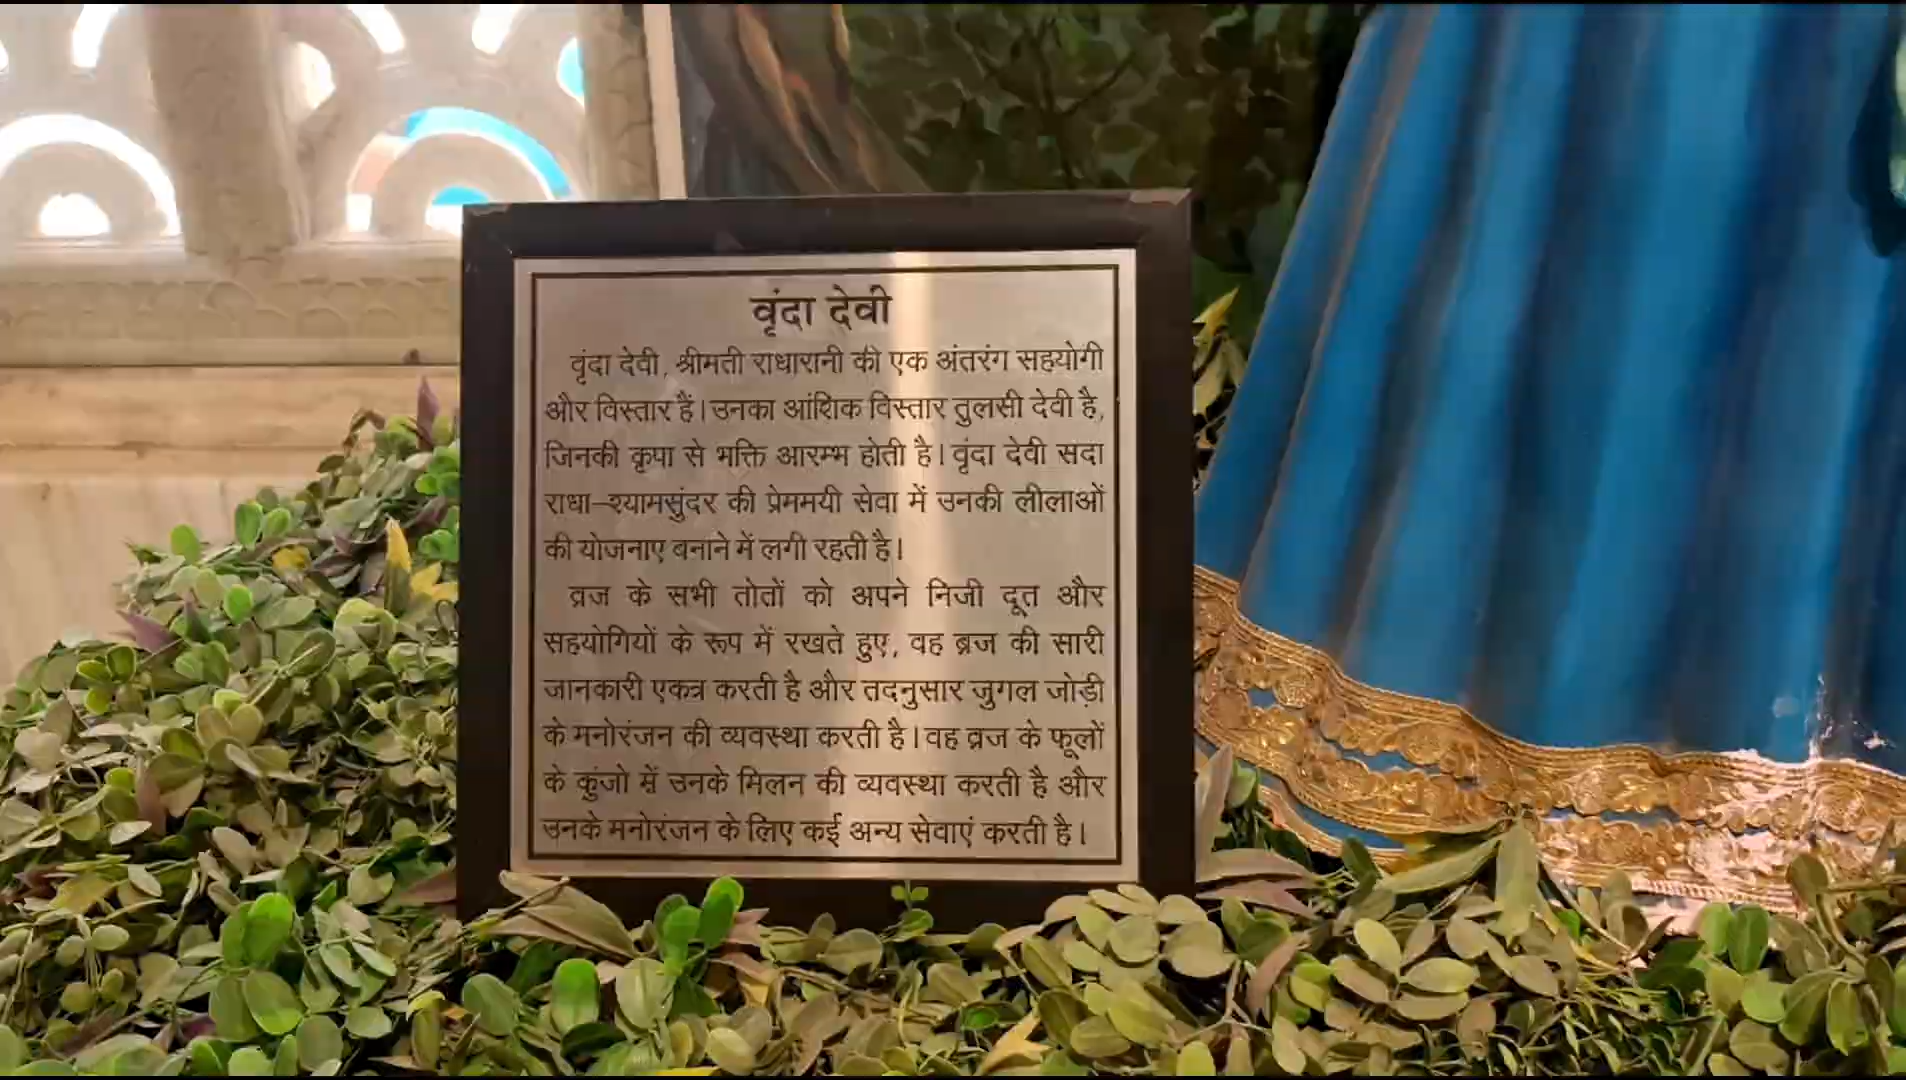 वृंदा देवी
वृंदा देवी, श्रीमती राधारानी की एक अंतरंग सहयोगी
और विस्तार हैं। उनका आंशिक विस्तार तुलसी देवी है,
जिनकी कृपा से भक्ति आरम्भ होती है। वृंदा देवी सदा
राधा–श्यामसुंदर की प्रेममयी सेवा में उनकी लीलाओं
की योजनाए बनाने में लगी रहती है।
व्रज के सभी तोतों को अपने निजी दूत और
सहयोगियों के रूप में रखते हुए, वह ब्रज की सारी
जानकारी एकत्र करती है और तदनुसार जुगल जोड़ी
के मनोरंजन की व्यवस्था करती है। वह व्रज के फूलों
के कुंजो में उनके मिलन की व्यवस्था करती है और
उनके मनोरंजन के लिए कई अन्य सेवाएं करती है।